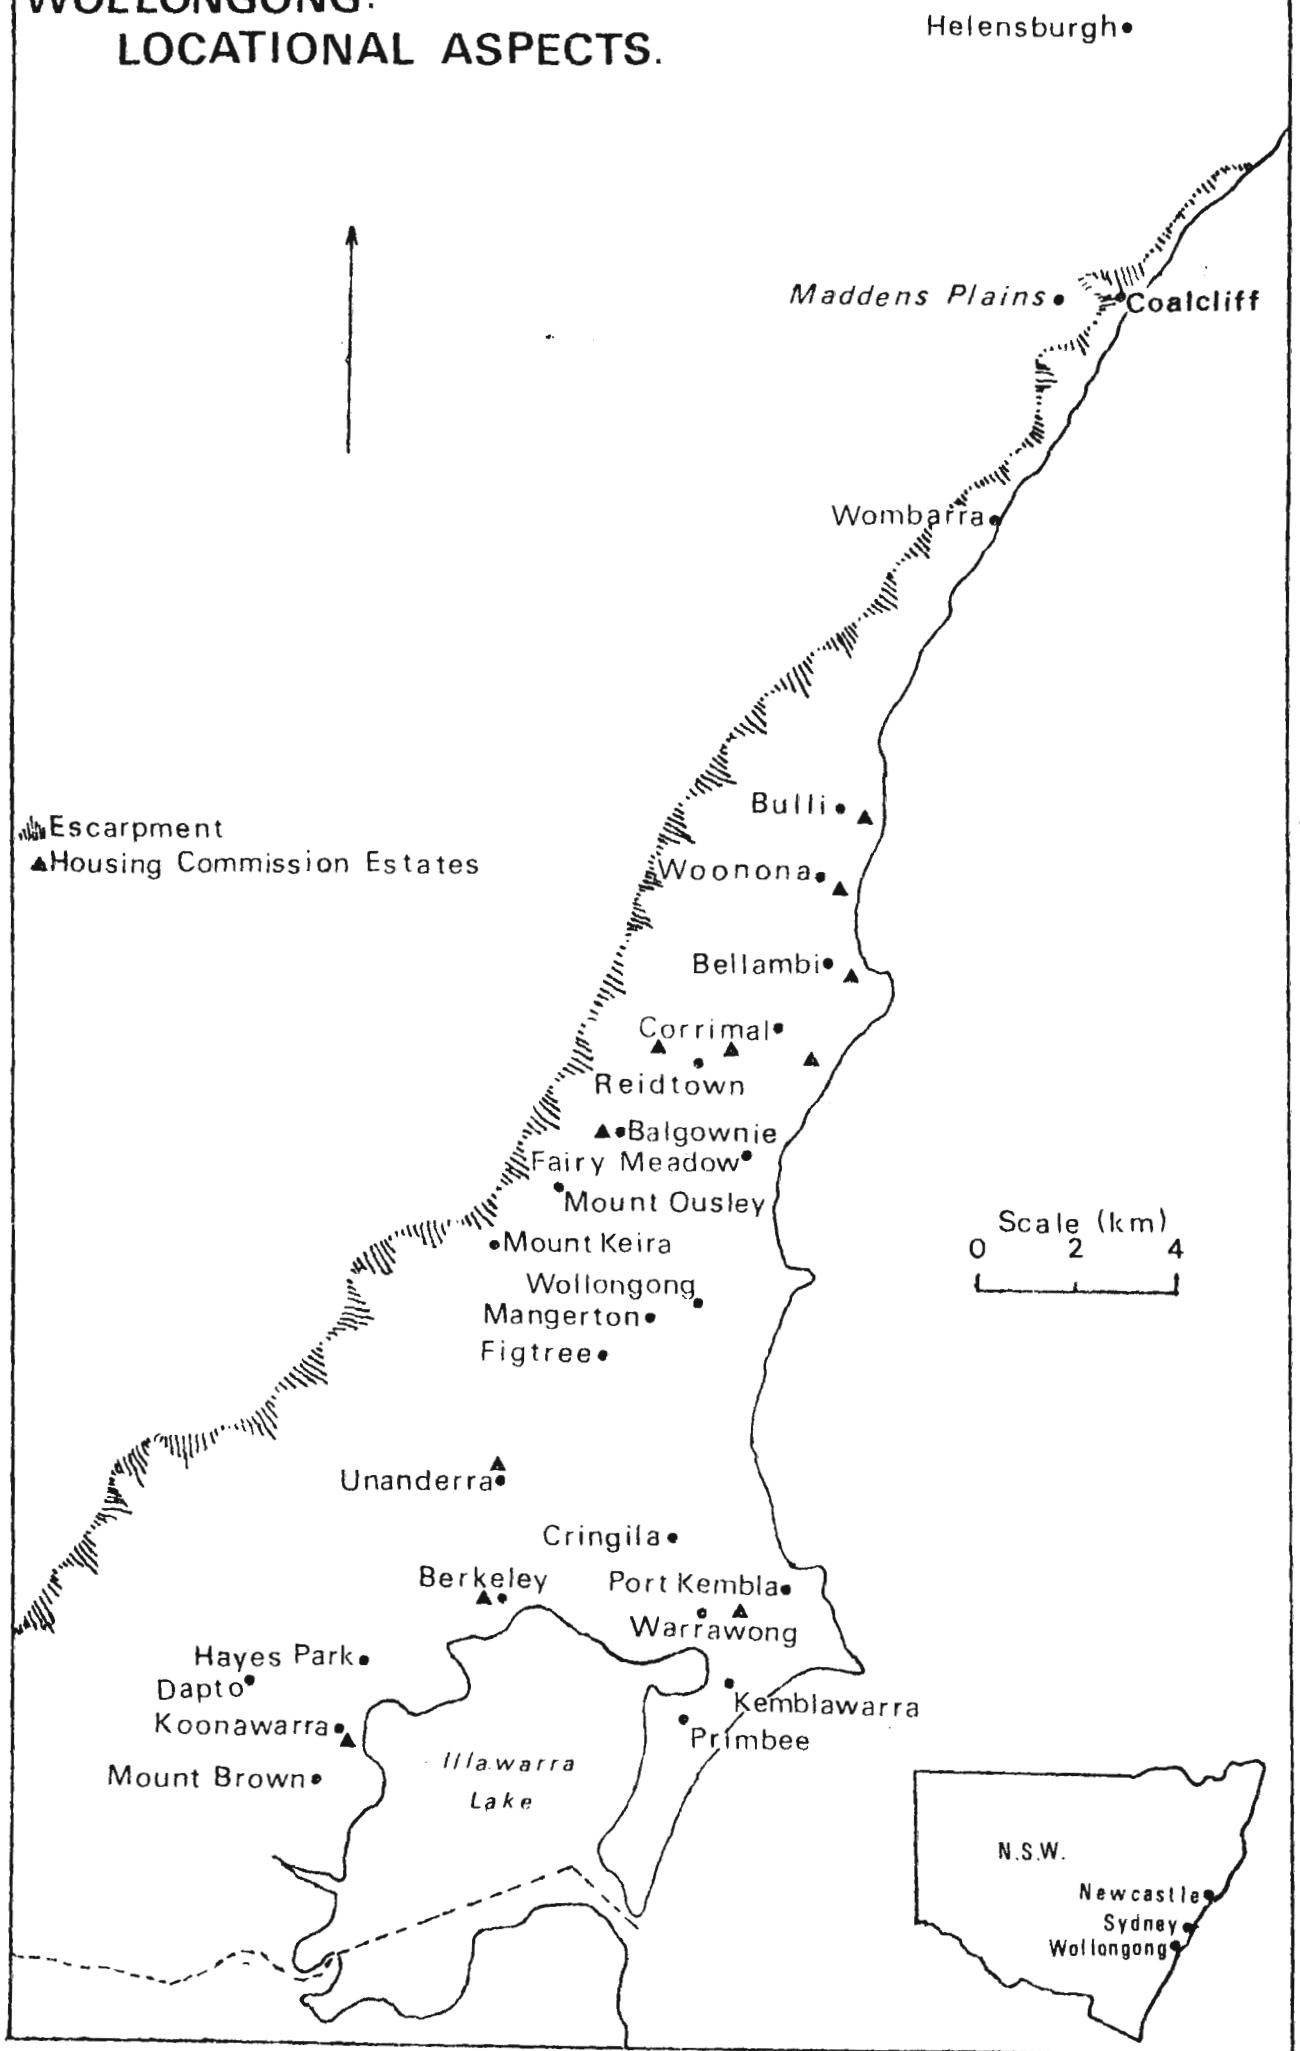 WOLLONGONG:
LOCATIONAL ASPECTS.
Helensburgh
Maddens Plains
Coalcliff
Wombarra
Bulli
Escarpment
Housing Commission Estates
Woonona
Bellambi
Corrimal
Reidtown
Balgownie
Fairy Meadow
Mount Ousley
Scale (km)
0 2 4
Mount Keira
Wollongong
Mangerton
Figtree
Unanderra
Cringila
Berkeley
Port Kembla
Warrawong
Hayes Park
Dapto
Kemblawarra
Koonawarra
Primbee
Mount Brown
Illawarra
Lake
N.S.W.
Newcastle
Sydney
Wollongong